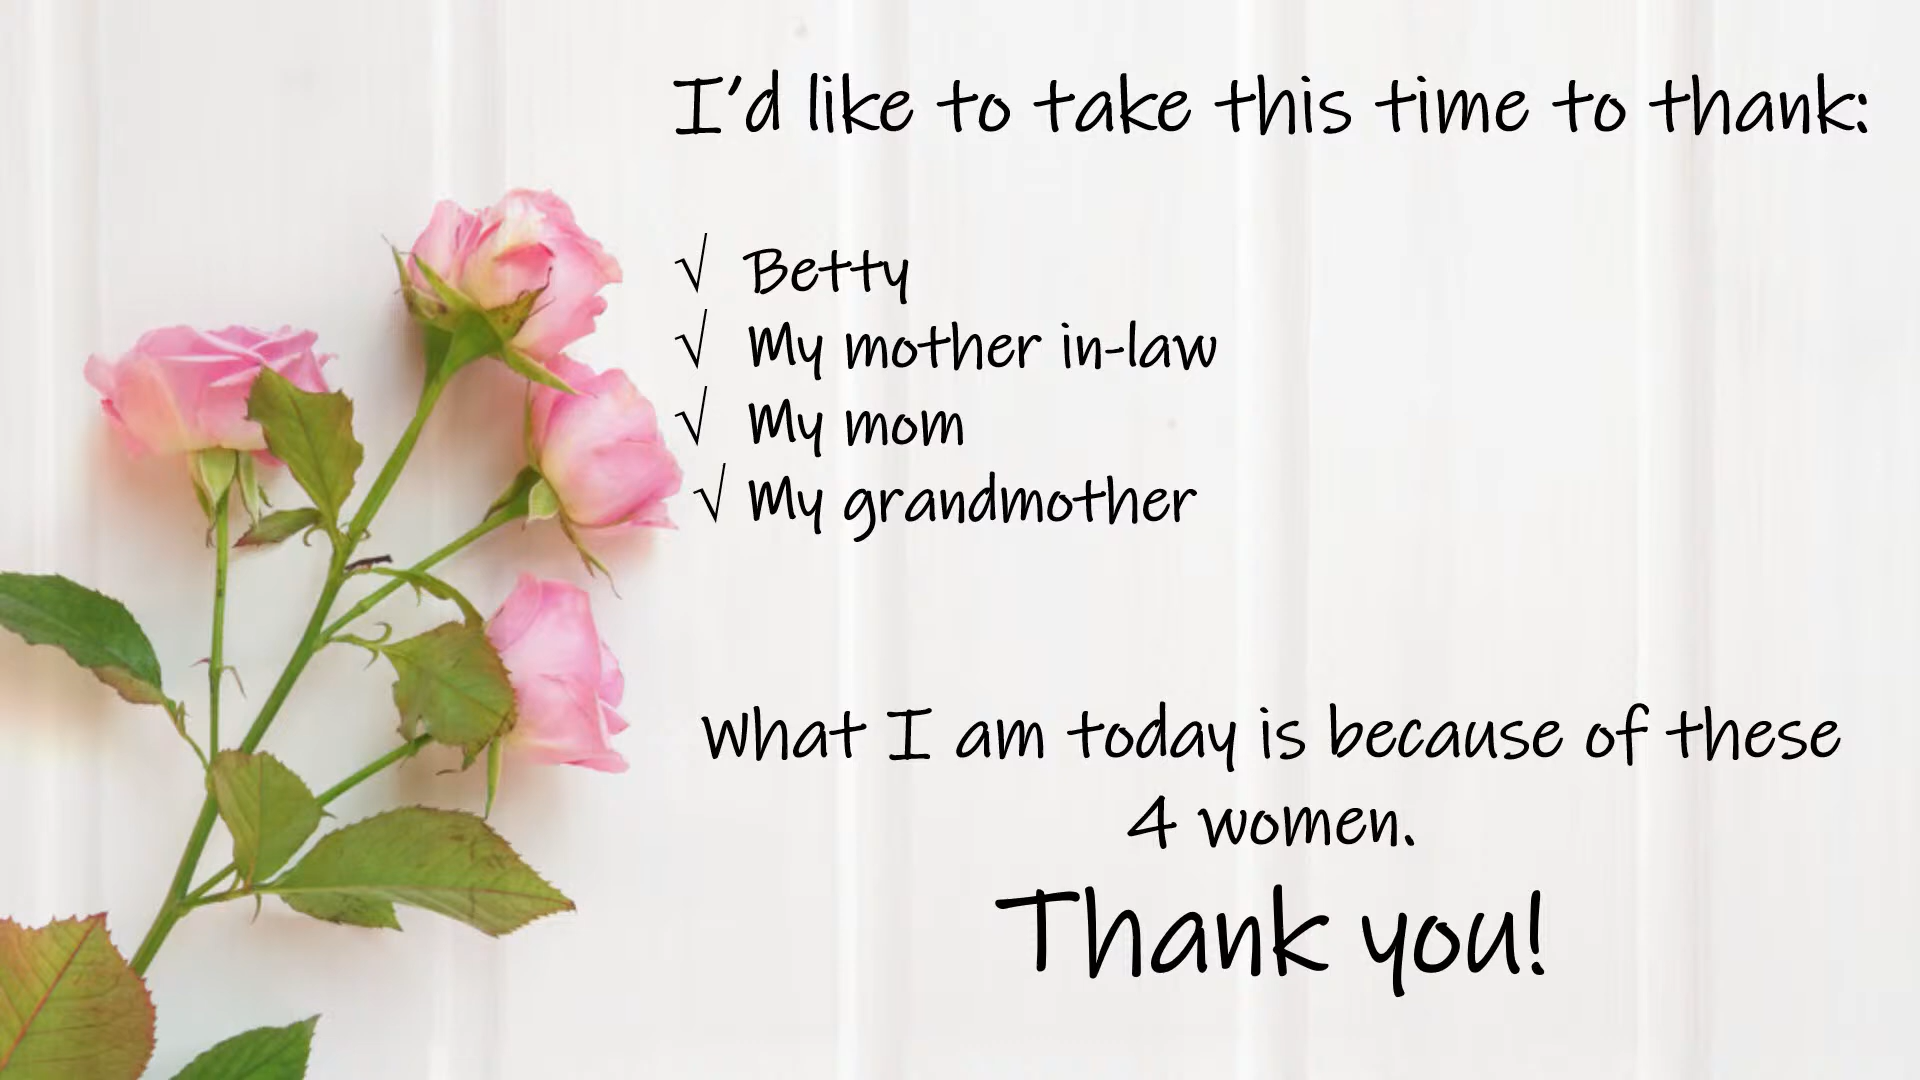 I'd like to take this time to thank:
√ Betty
√ My mother in-law
√ My mom
√ My grandmother
What I am today is because of these
4 women.
Thank you!